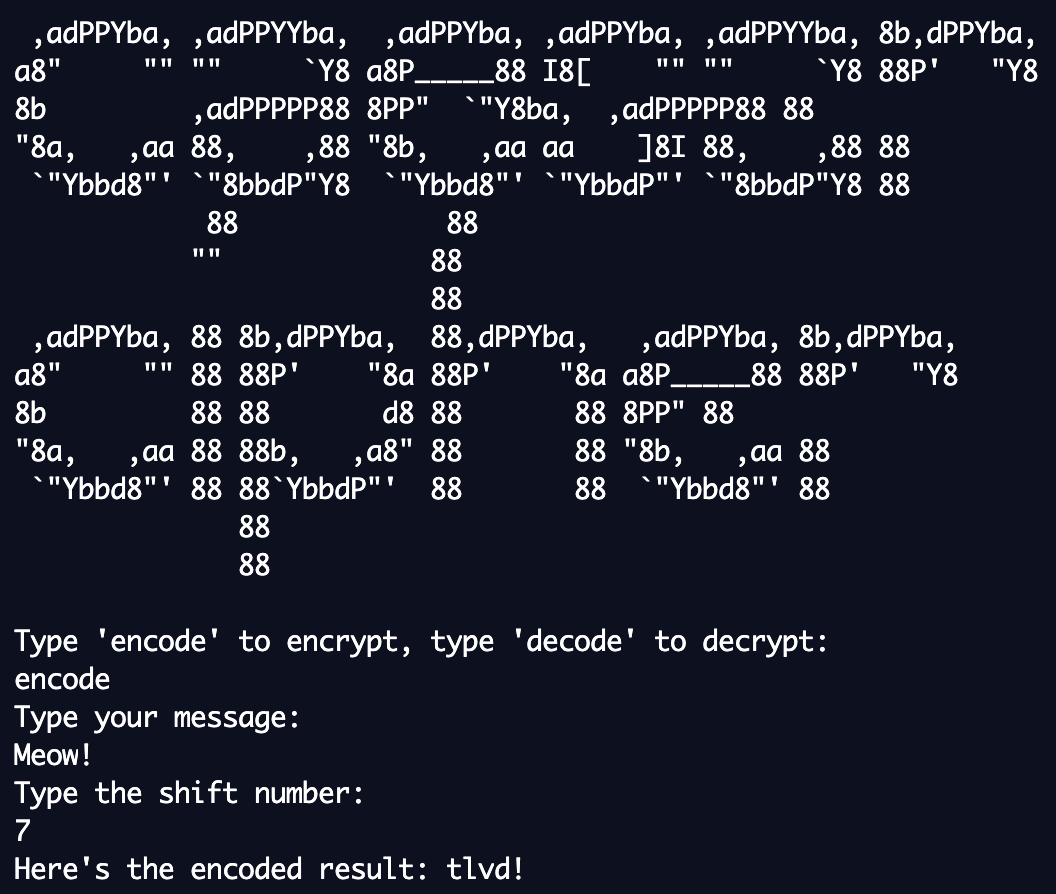 ,adPPYba, ,adPPYYba,  ,adPPYba, ,adPPYba, ,adPPYYba, 8b,dPPYba,
a8"     "" ""     `Y8 a8P_____88 I8[    "" ""     `Y8 88P'   "Y8
8b         ,adPPPPP88 8PP"  `"Y8ba,  ,adPPPPP88 88
"8a,   ,aa 88,    ,88 "8b,   ,aa aa    ]8I 88,    ,88 88
 `"Ybbd8"' `"8bbdP"Y8  `"Ybbd8"' `"YbbdP"' `"8bbdP"Y8 88
            88             88
           ""             88
                          88
 ,adPPYba, 88 8b,dPPYba,  88,dPPYba,   ,adPPYba, 8b,dPPYba,
a8"     "" 88 88P'    "8a 88P'    "8a a8P_____88 88P'   "Y8
8b         88 88       d8 88       88 8PP" 88
"8a,   ,aa 88 88b,   ,a8" 88       88 "8b,   ,aa 88
 `"Ybbd8"' 88 88`YbbdP"'  88       88  `"Ybbd8"' 88
              88
              88

Type 'encode' to encrypt, type 'decode' to decrypt:
encode
Type your message:
Meow!
Type the shift number:
7
Here's the encoded result: tlvd!